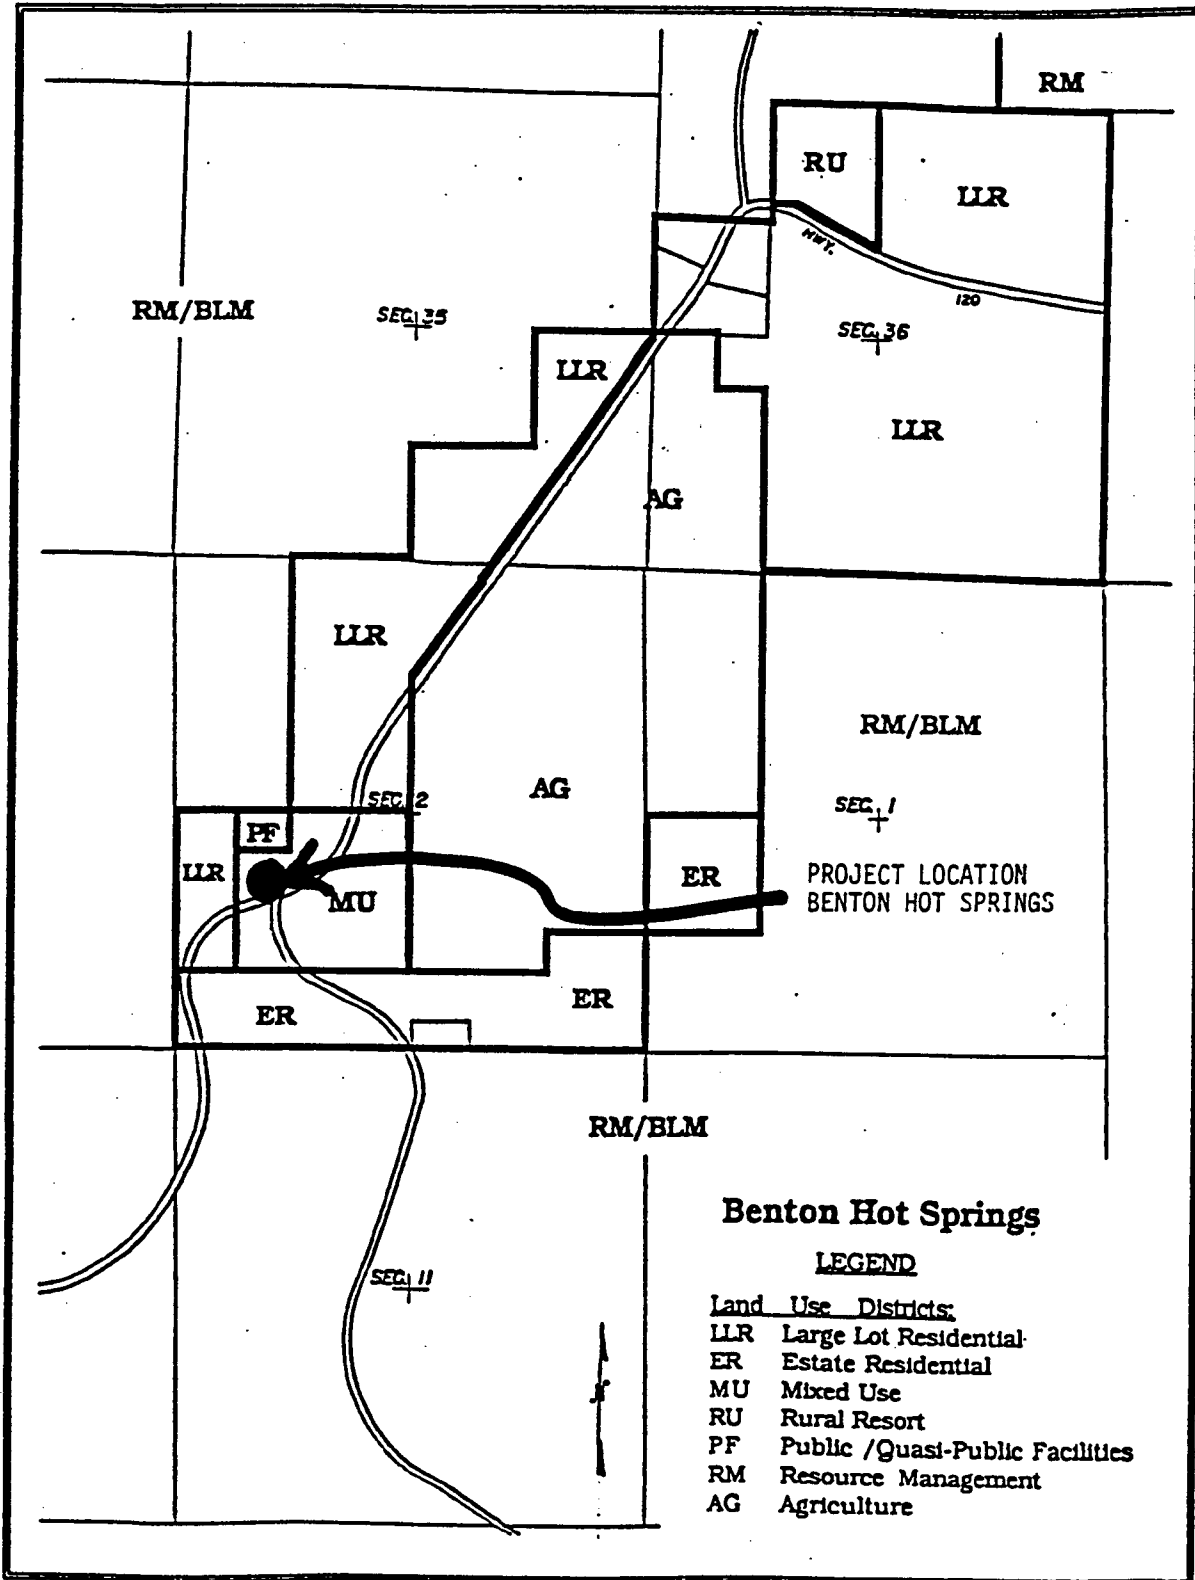 RM
RU
LLR
HWY.
120
RM/BLM
SEC. 35
SEC. 36
LLR
LLR
AG
LLR
RM/BLM
AG
SEC. 2
SEC. 1
PF
LLR
ER
PROJECT LOCATION
BENTON HOT SPRINGS
MU
ER
ER
RM/BLM
Benton Hot Springs
LEGEND
SEC. 11
Land Use Districts:
LLR Large Lot Residential
ER Estate Residential
MU Mixed Use
RU Rural Resort
PF Public /Quasi-Public Facilities
RM Resource Management
AG Agriculture